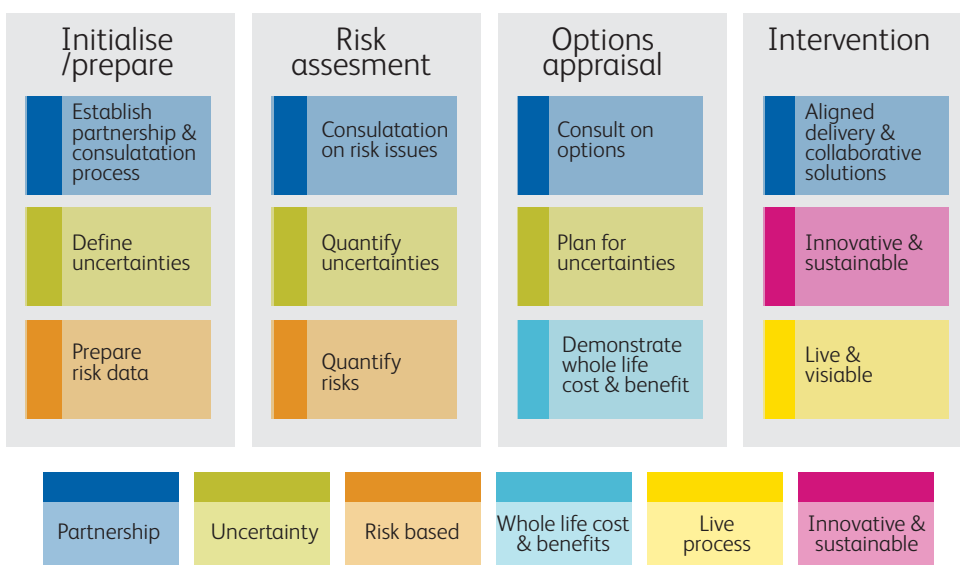 Initialise
/prepare
Establish
partnership &
consulatation
process
Define
uncertainties
Prepare
risk data
Risk
assesment
Consulatation
on risk issues
Quantify
uncertainties
Quantify
risks
Options
appraisal
Consult on
options
Plan for
uncertainties
Demonstrate
whole life
cost & benefit
Intervention
Aligned
delivery &
collaborative
solutions
Innovative &
sustainable
Live &
visiable
Partnership
Uncertainty
Risk based
Whole life cost
& benefits
Live
process
Innovative &
sustainable